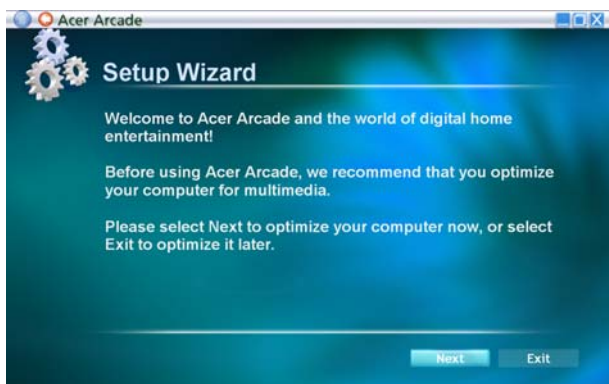 Acer Arcade
Setup Wizard
Welcome to Acer Arcade and the world of digital home
entertainment!
Before using Acer Arcade, we recommend that you optimize
your computer for multimedia.
Please select Next to optimize your computer now, or select
Exit to optimize it later.
Next Exit